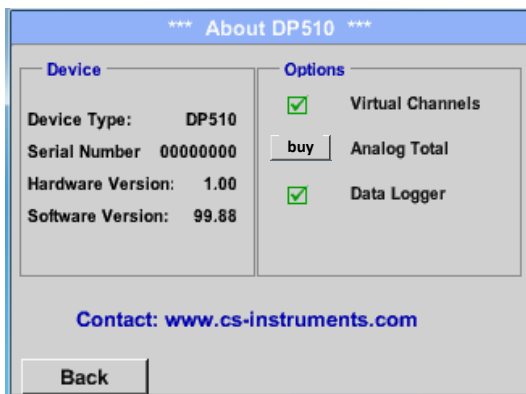 *** About DP510 ***
Device
Device Type: DP510
Serial Number 00000000
Hardware Version: 1.00
Software Version: 99.88
Options
Virtual Channels
buy Analog Total
Data Logger
Contact: www.cs-instruments.com
Back